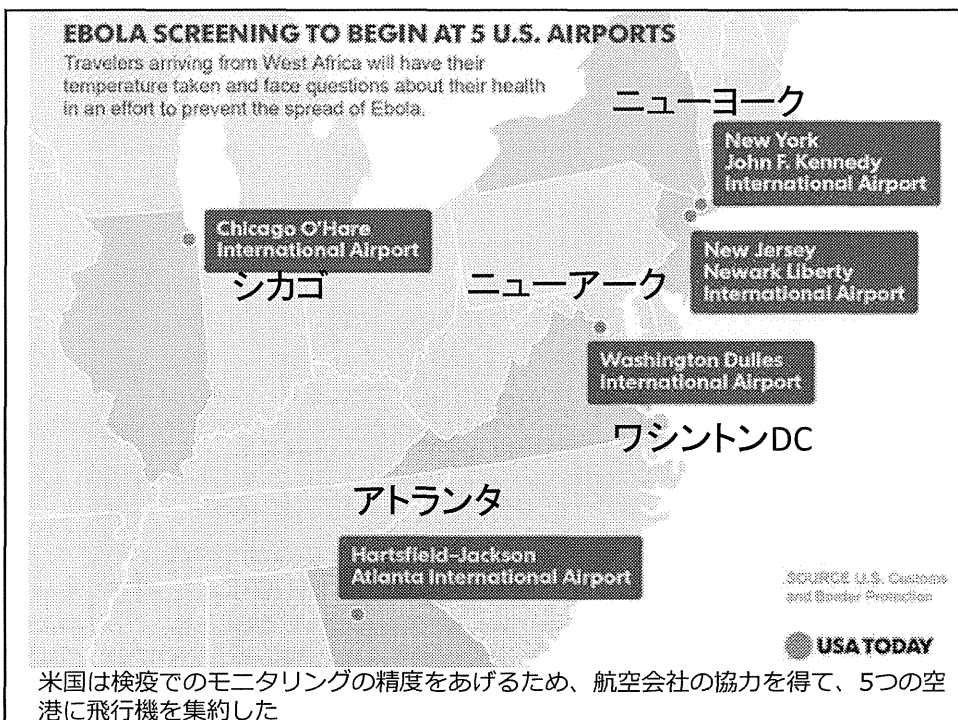 EBOLA SCREENING TO BEGIN AT 5 U.S. AIRPORTS
Travelers arriving from West Africa will have their
temperature taken and face questions about their health
in an effort to prevent the spread of Ebola.
ニューヨーク
New York
John F. Kennedy
International Airport
Chicago O'Hare
International Airport
シカゴ
ニューアーク
New Jersey
Newark Liberty
International Airport
Washington Dulles
International Airport
ワシントンDC
アトランタ
Hartsfield-Jackson
Atlanta International Airport
SOURCE U.S. Customs
and Border Protection
USA TODAY
米国は検疫でのモニタリングの精度をあげるため、航空会社の協力を得て、5つの空
港に飛行機を集約した